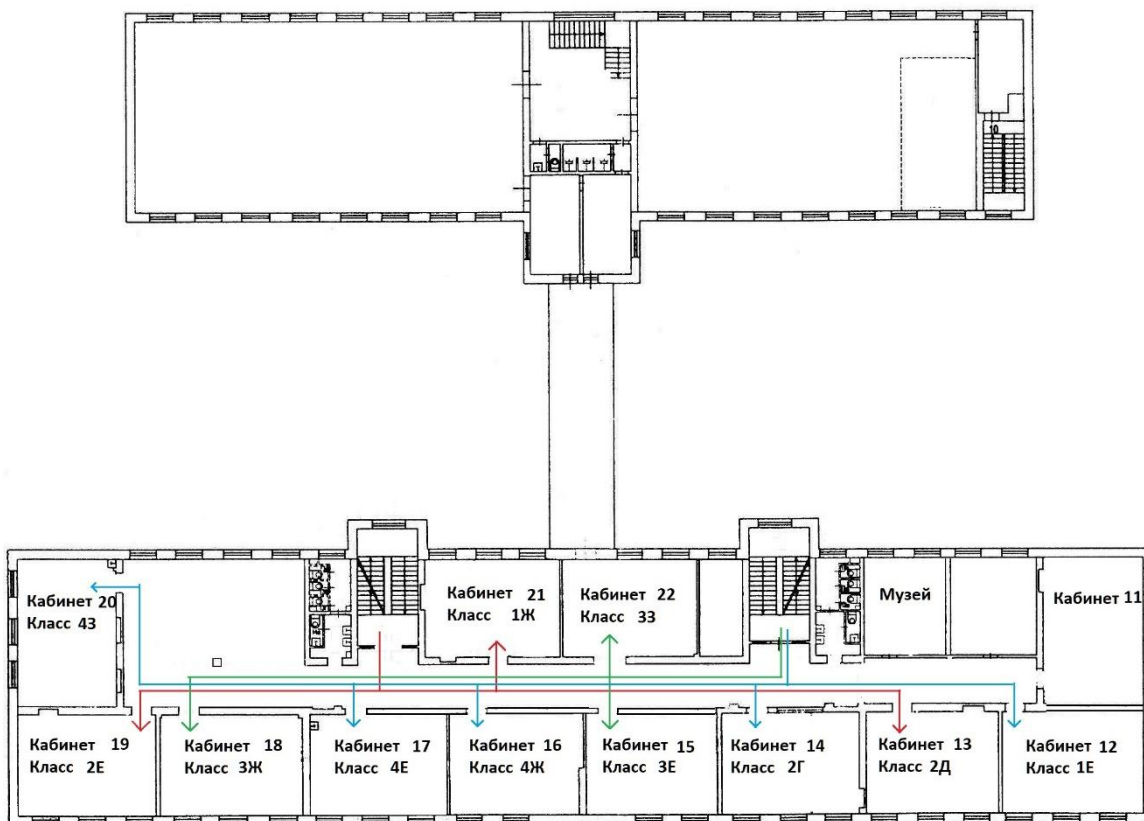 10
Кабинет 21
Класс 1Ж
Кабинет 22
Класс 33
Музей
Кабинет 11
Кабинет 20
Класс 43
Кабинет 19
Класс 2Е
Кабинет 18
Класс 3Ж
Кабинет 17
Класс 4Е
Кабинет 16
Класс 4Ж
Кабинет 15
Класс 3Е
Кабинет 14
Класс 2Г
Кабинет 13
Класс 2Д
Кабинет 12
Класс 1Е